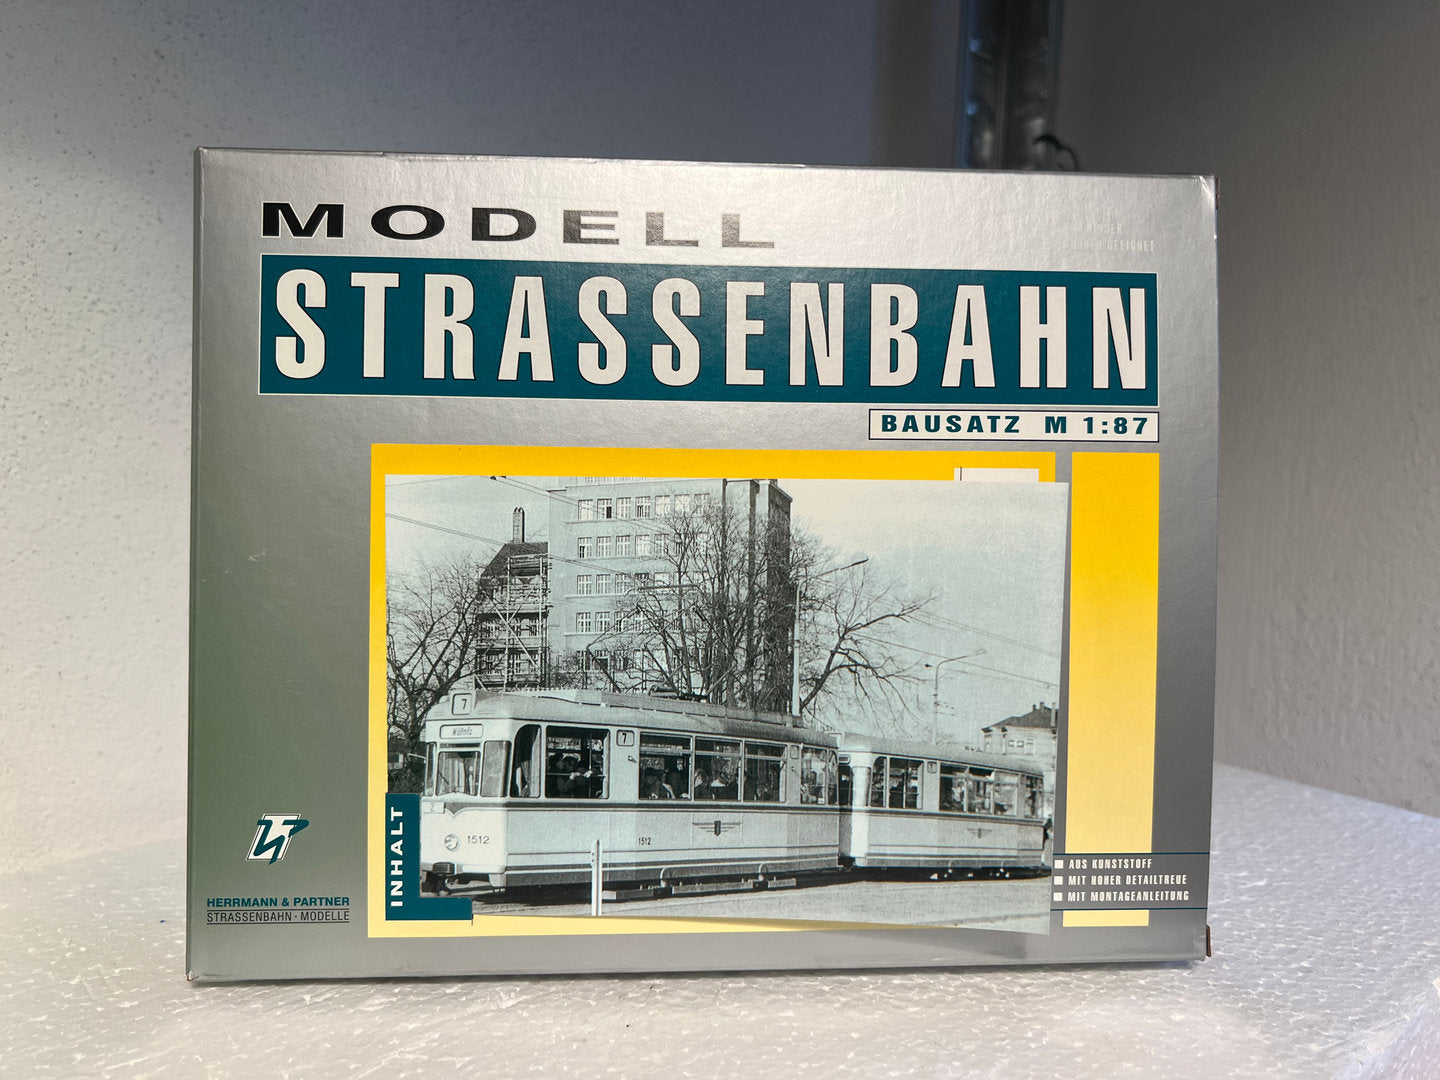 MODELL
GEEICHET
STRASSENBAHN
BAUSATZ M 1:87
7
7
1512
1512
INHALT
AUS KUNSTSTOFF
MIT HOHER DETAILTREUE
MIT MONTAGEANLEITUNG
HERRMANN & PARTNER
STRASSENBAHN · MODELLE